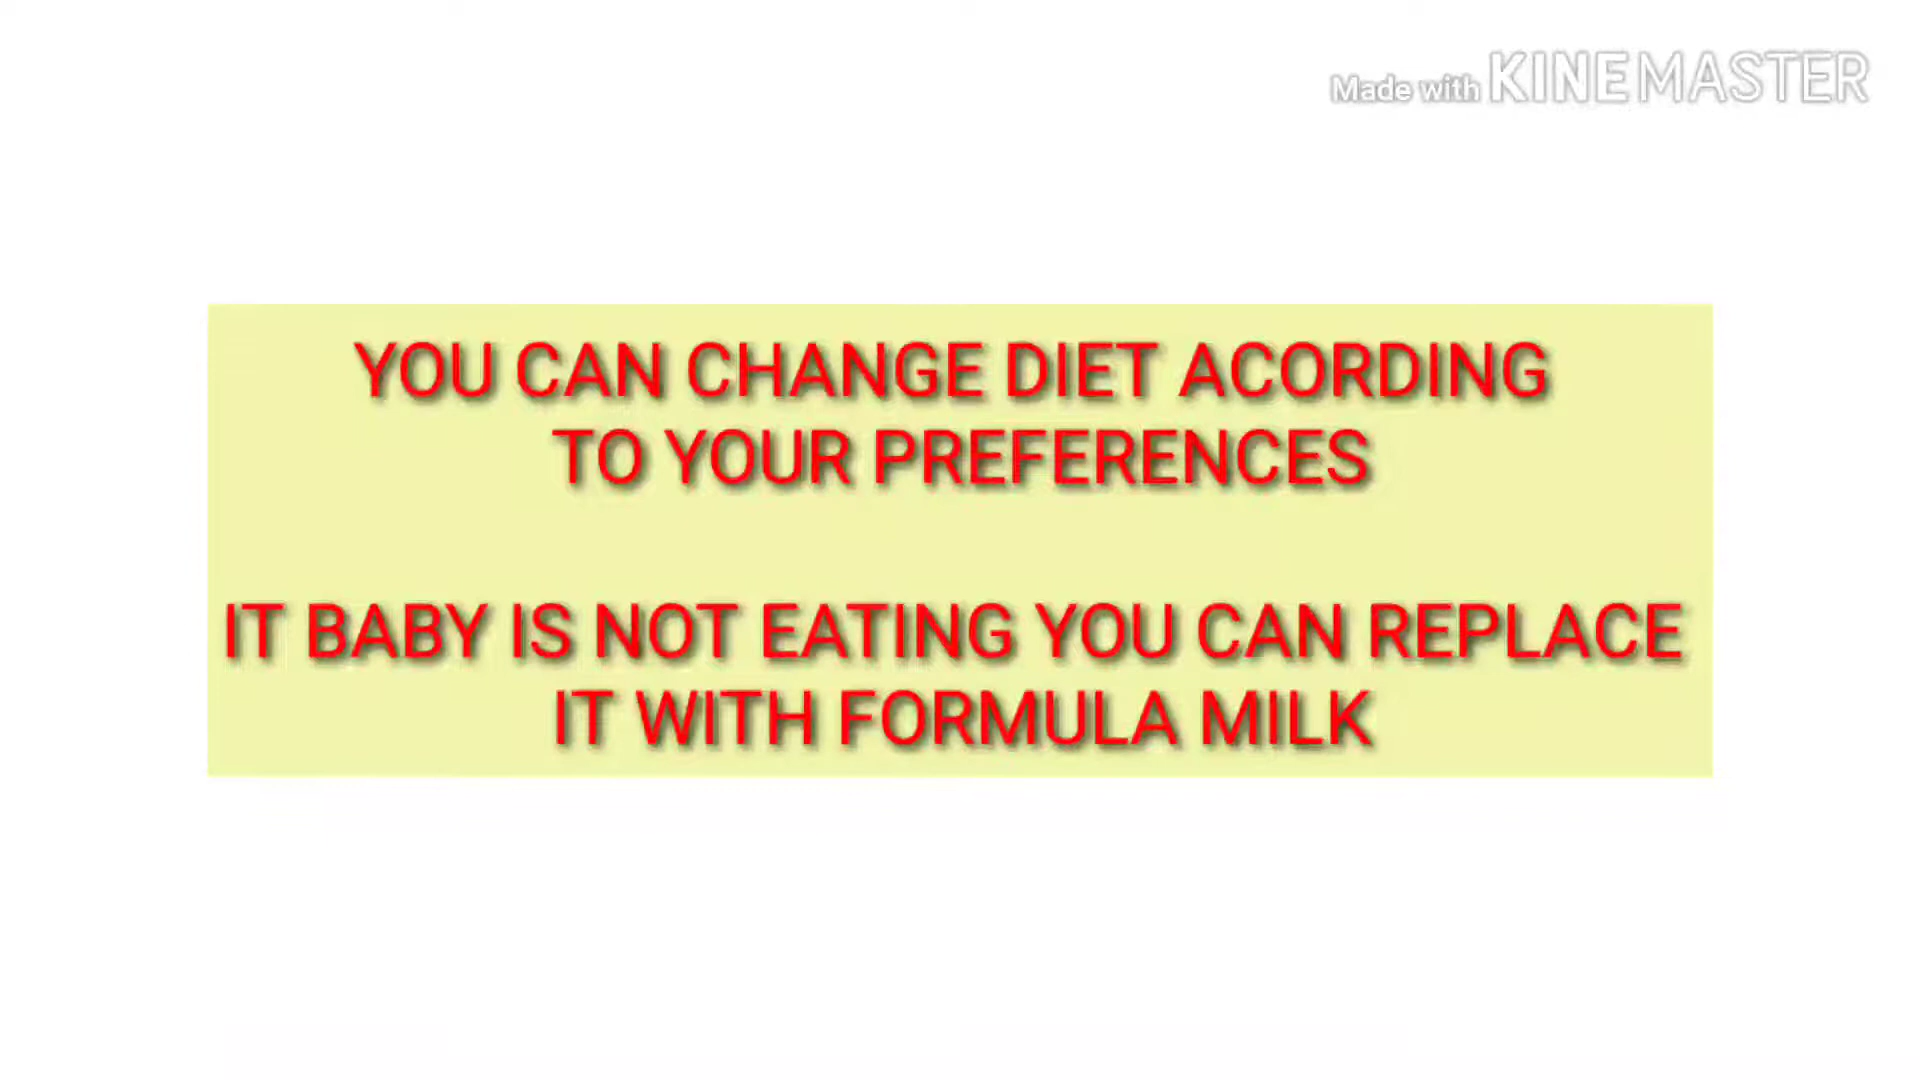 Made with KINEMASTER
YOU CAN CHANGE DIET ACORDING
TO YOUR PREFERENCES
IT BABY IS NOT EATING YOU CAN REPLACE
IT WITH FORMULA MILK